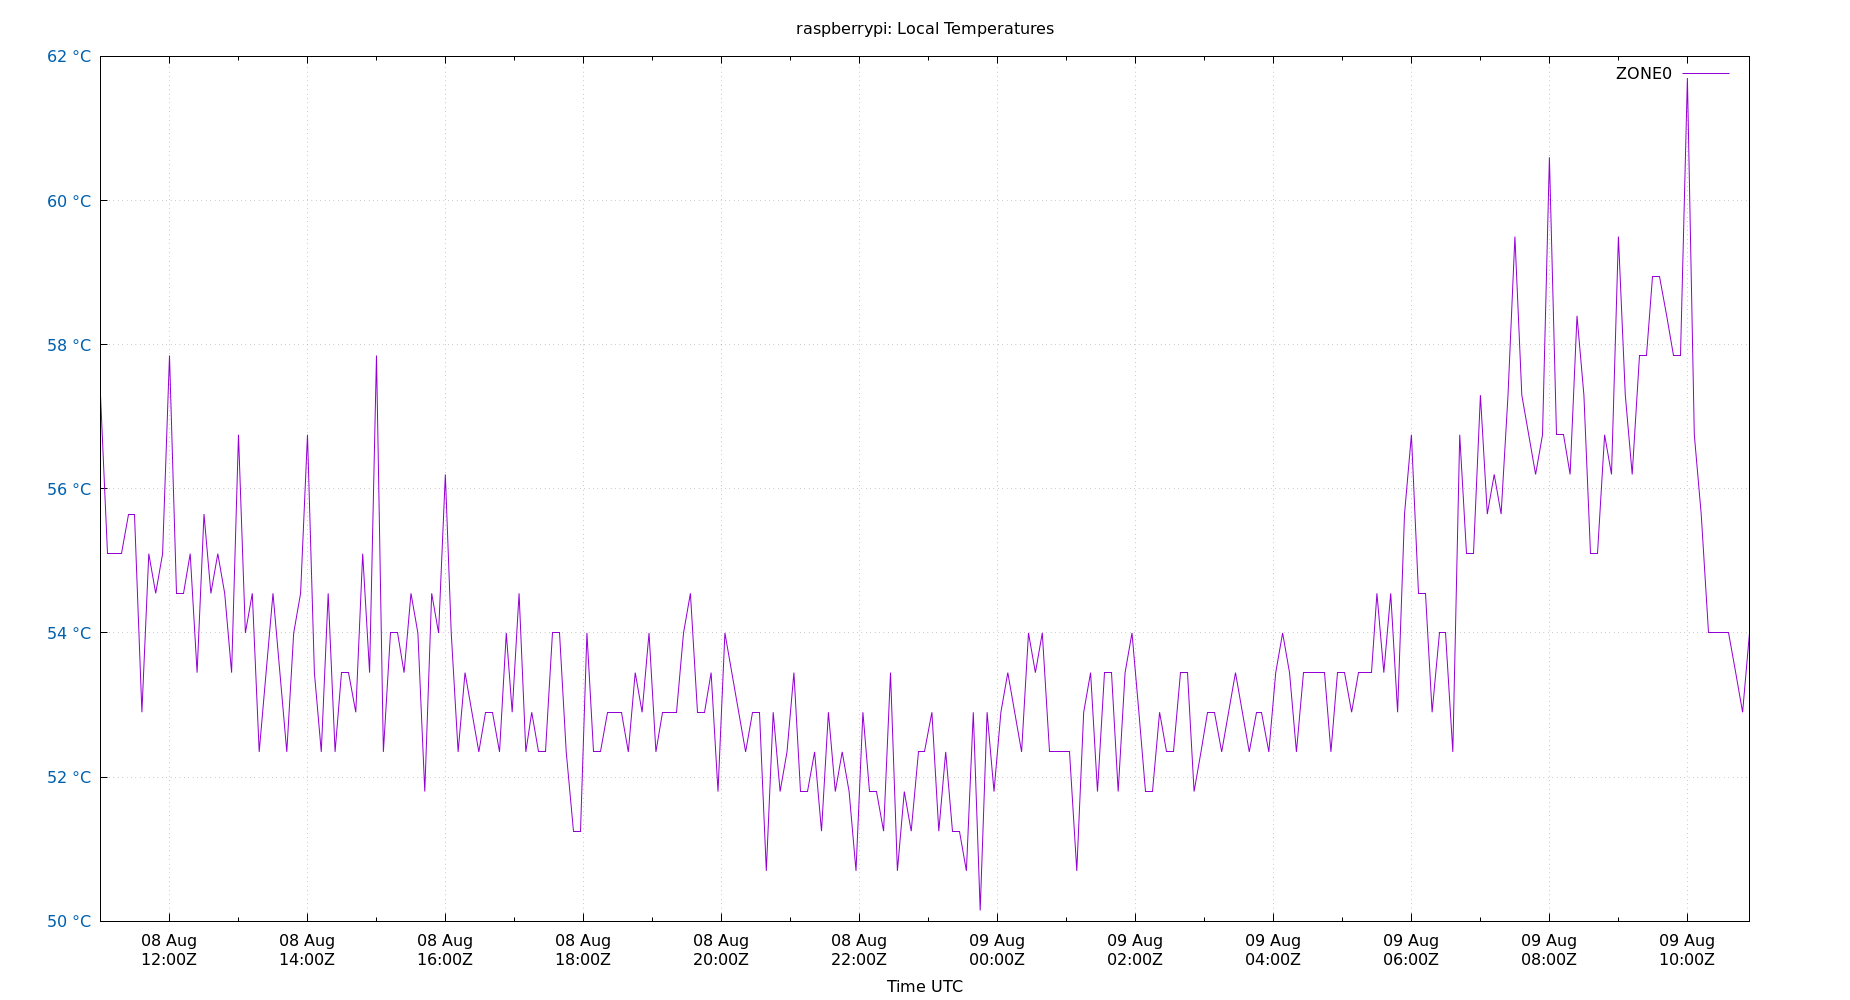 raspberrypi: Local Temperatures
62 °C
ZONE0
60 °C
58 °C
56 °C
54 °C
52 °C
50 °C
08 Aug 08 Aug 08 Aug 08 Aug 08 Aug 08 Aug 09 Aug 09 Aug 09 Aug 09 Aug 09 Aug 09 Aug
12:00Z 14:00Z 16:00Z 18:00Z 20:00Z 22:00Z 00:00Z 02:00Z 04:00Z 06:00Z 08:00Z 10:00Z
Time UTC